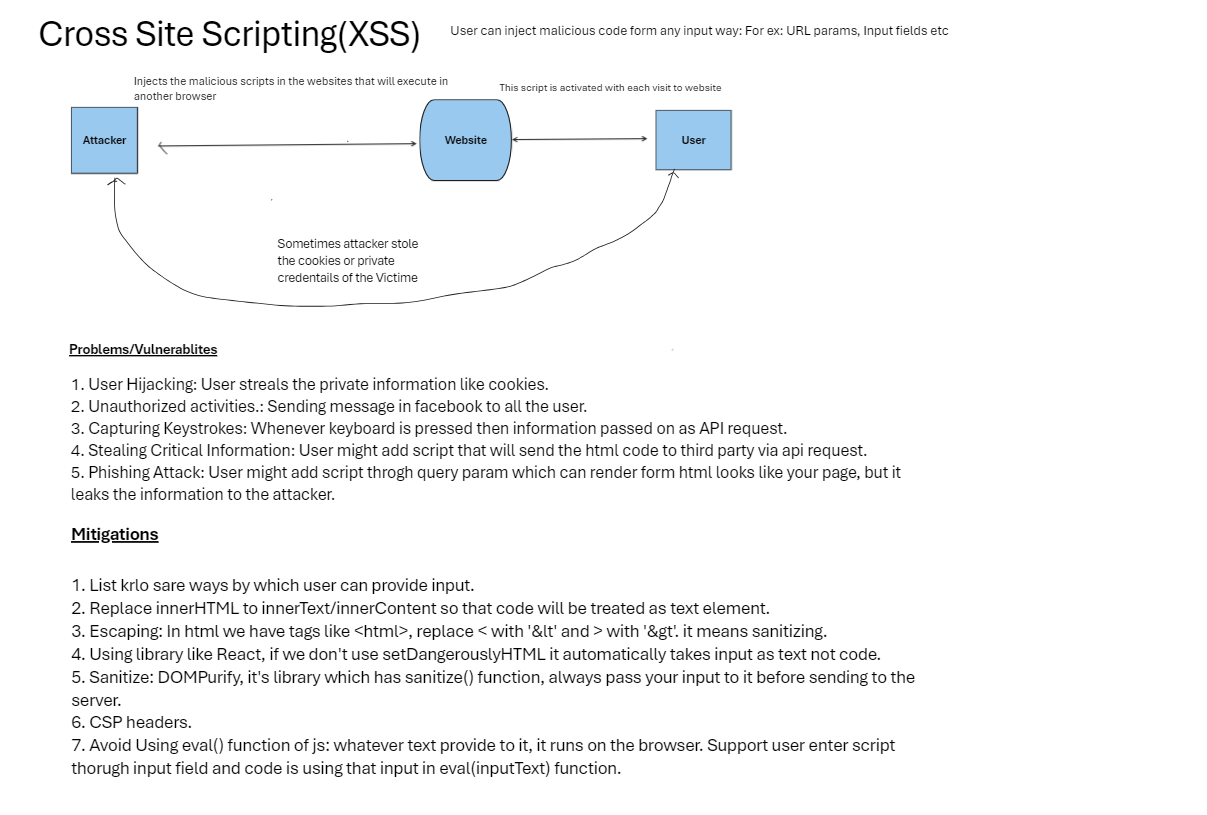 Cross Site Scripting(XSS)
User can inject malicious code form any input way: For ex: URL params, Input fields etc
Injects the malicious scripts in the websites that will execute in
another browser
This script is activated with each visit to website
Attacker
Website
User
Sometimes attacker stole
the cookies or private
credentails of the Victime
Problems/Vulnerablites
1. User Hijacking: User streals the private information like cookies.
2. Unauthorized activities.: Sending message in facebook to all the user.
3. Capturing Keystrokes: Whenever keyboard is pressed then information passed on as API request.
4. Stealing Critical Information: User might add script that will send the html code to third party via api request.
5. Phishing Attack: User might add script throgh query param which can render form html looks like your page, but it
leaks the information to the attacker.
Mitigations
1. List krlo sare ways by which user can provide input.
2. Replace innerHTML to innerText/innerContent so that code will be treated as text element.
3. Escaping: In html we have tags like <html>, replace < with '&lt' and > with '&gt'. it means sanitizing.
4. Using library like React, if we don't use setDangerouslyHTML it automatically takes input as text not code.
5. Sanitize: DOMPurify, it's library which has sanitize() function, always pass your input to it before sending to the
server.
6. CSP headers.
7. Avoid Using eval() function of js: whatever text provide to it, it runs on the browser. Support user enter script
thorugh input field and code is using that input in eval(inputText) function.